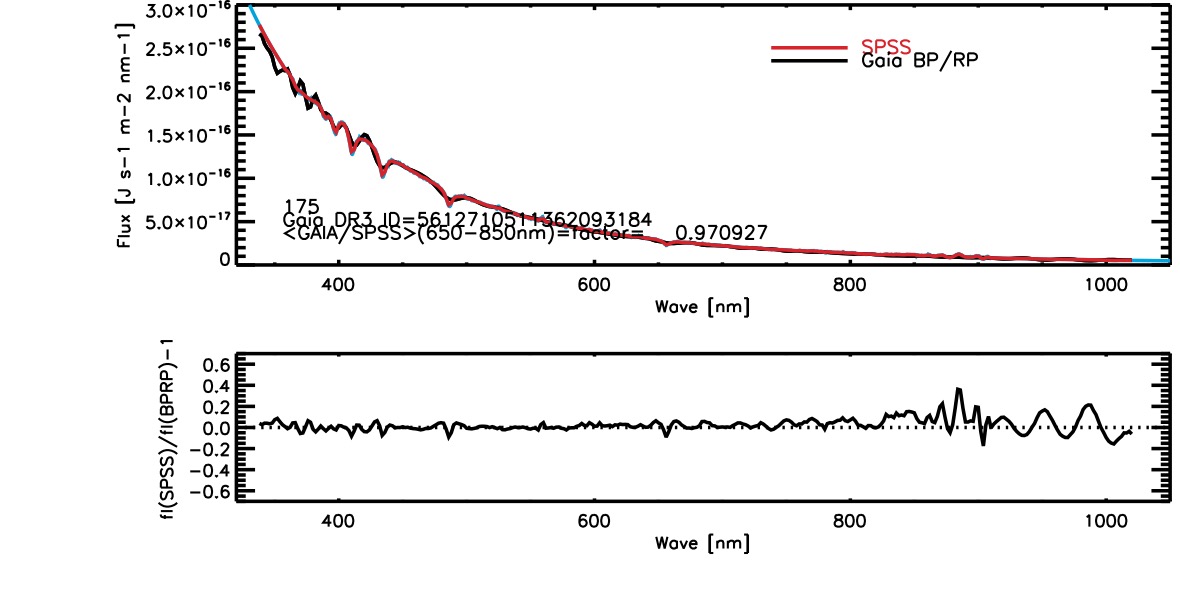 3.0×10−16
2.5×10−16
2.0×10−16
1.5×10−16
1.0×10−16
5.0×10−17
0
Flux [J s−1 m−2 nm−1]
SPSS
Gaia BP/RP
175
Gaia DR3 ID=5612710511362093184
<GAIA/SPSS>(650−850nm)=factor= 0.970927
400 600 800 1000
Wave [nm]
fl(SPSS)/fl(BPRP)−1
0.6
0.4
0.2
0.0
−0.2
−0.4
−0.6
400 600 800 1000
Wave [nm]